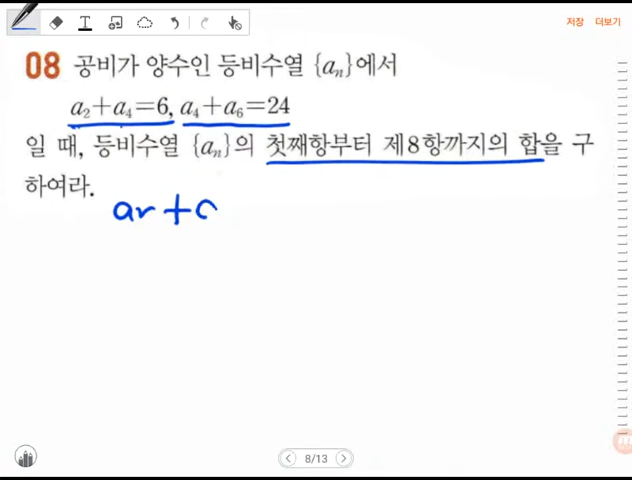 저장 더보기
08 공비가 양수인 등비수열 {aₙ}에서
a₂+a₄=6, a₄+a₆=24
일 때, 등비수열 {aₙ}의 첫째항부터 제8항까지의 합을 구
하여라.
ar +
8/13